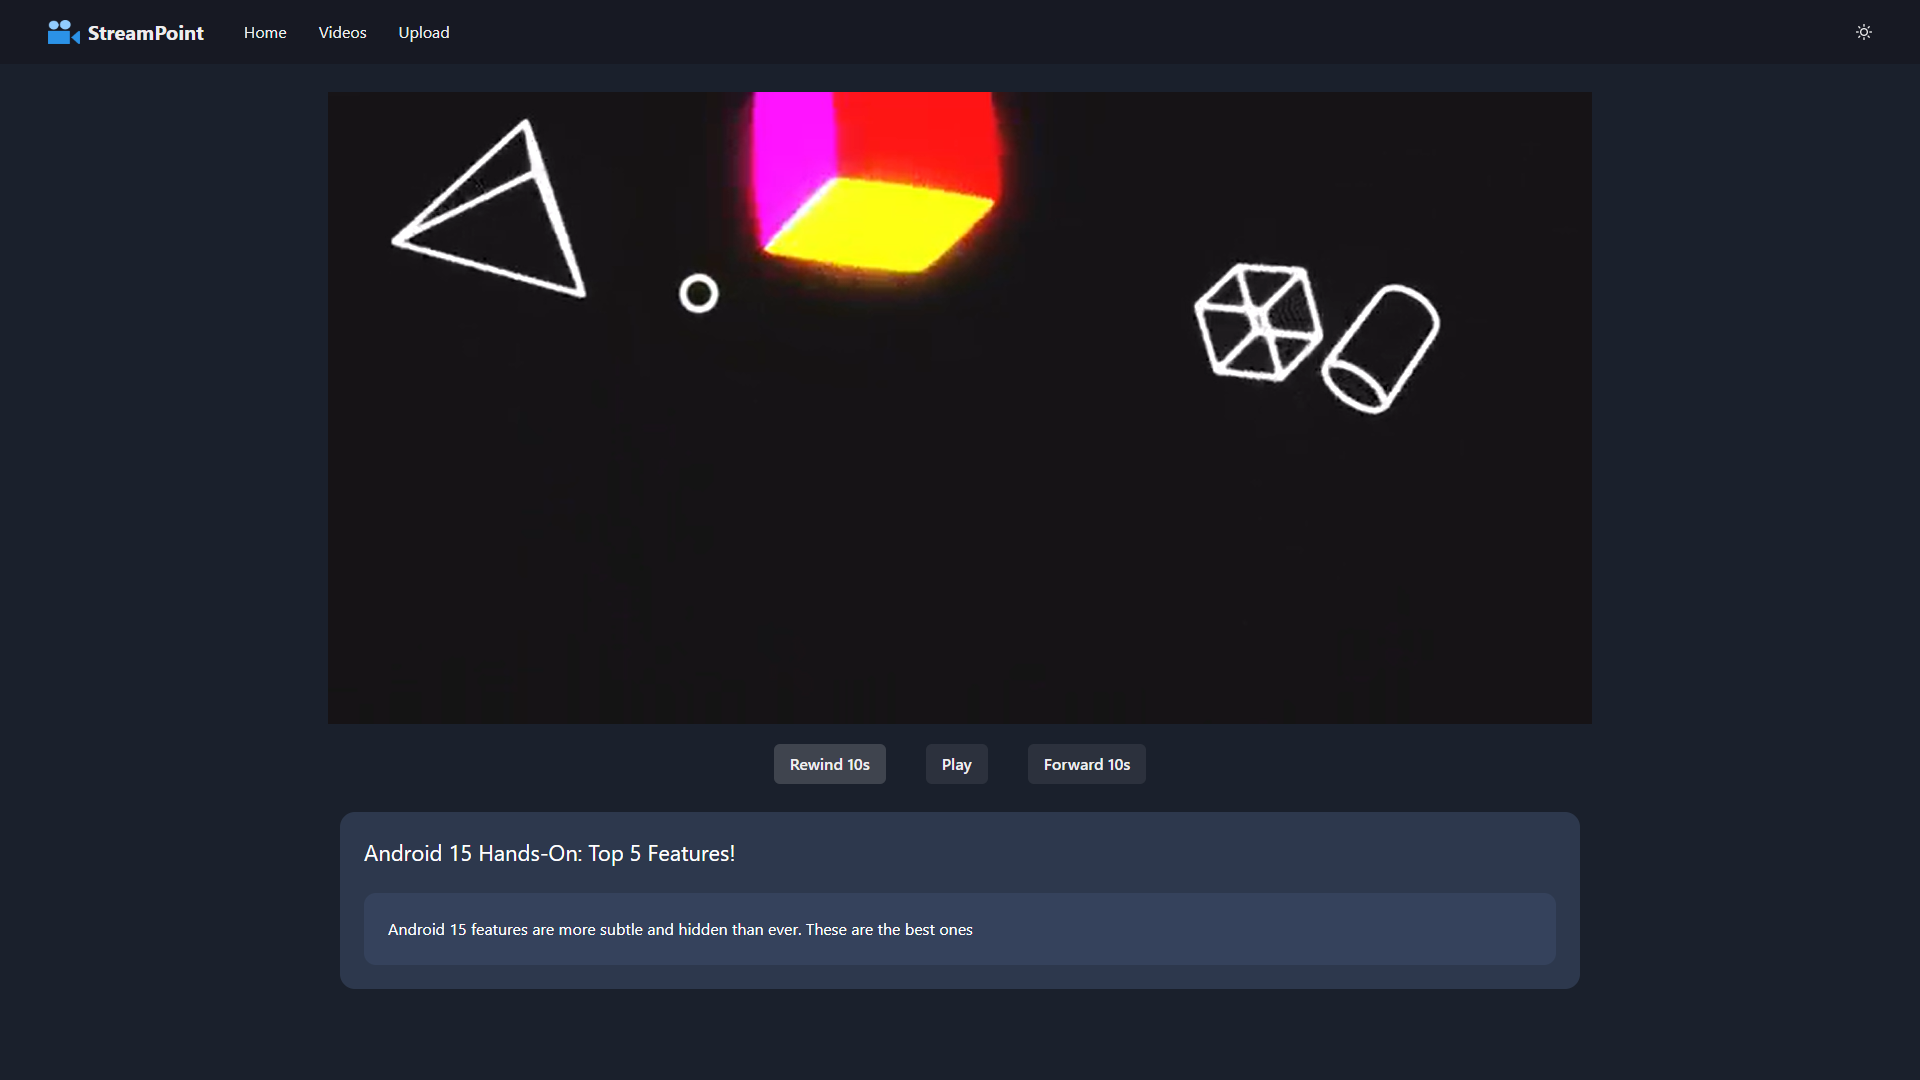 StreamPoint Home Videos Upload
Rewind 10s Play Forward 10s
Android 15 Hands-On: Top 5 Features!
Android 15 features are more subtle and hidden than ever. These are the best ones